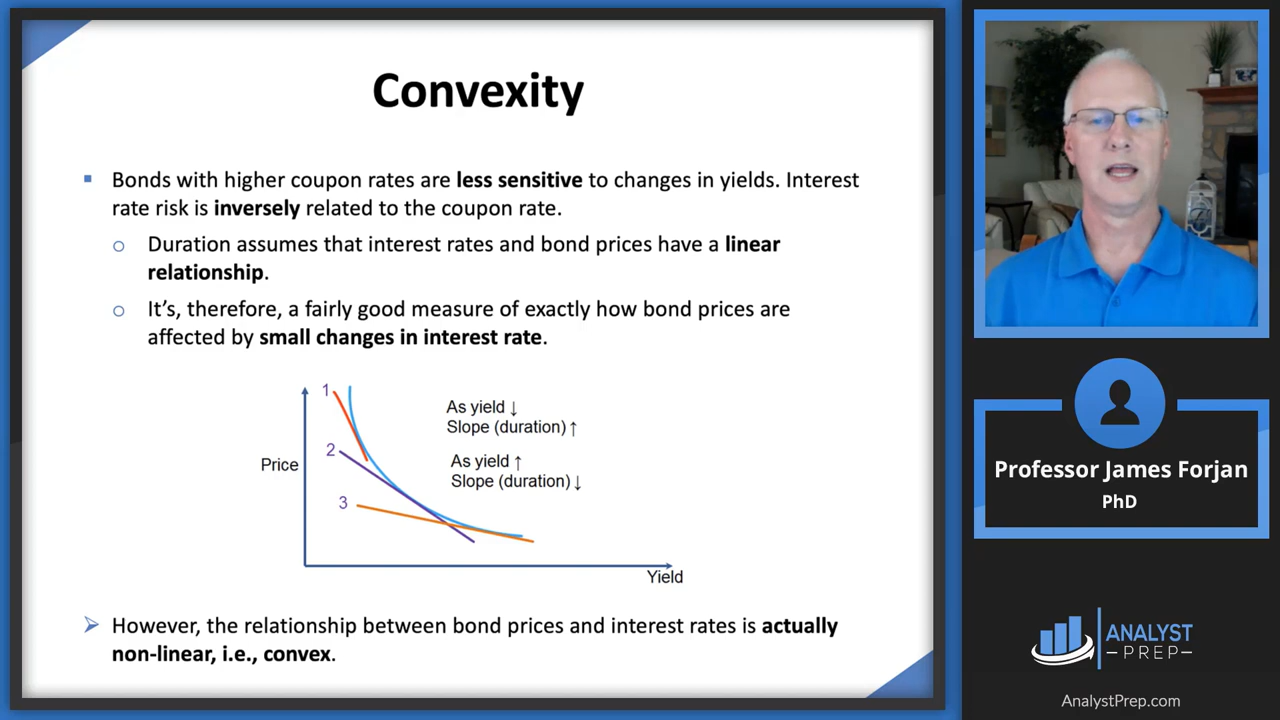 Convexity
Bonds with higher coupon rates are less sensitive to changes in yields. Interest
rate risk is inversely related to the coupon rate.
Duration assumes that interest rates and bond prices have a linear
relationship.
It's, therefore, a fairly good measure of exactly how bond prices are
affected by small changes in interest rate.
1
2
3
Price
As yield ↓
Slope (duration) ↑
As yield ↑
Slope (duration) ↓
Yield
However, the relationship between bond prices and interest rates is actually
non-linear, i.e., convex.
Professor James Forjan
PhD
ANALYST
PREP
AnalystPrep.com